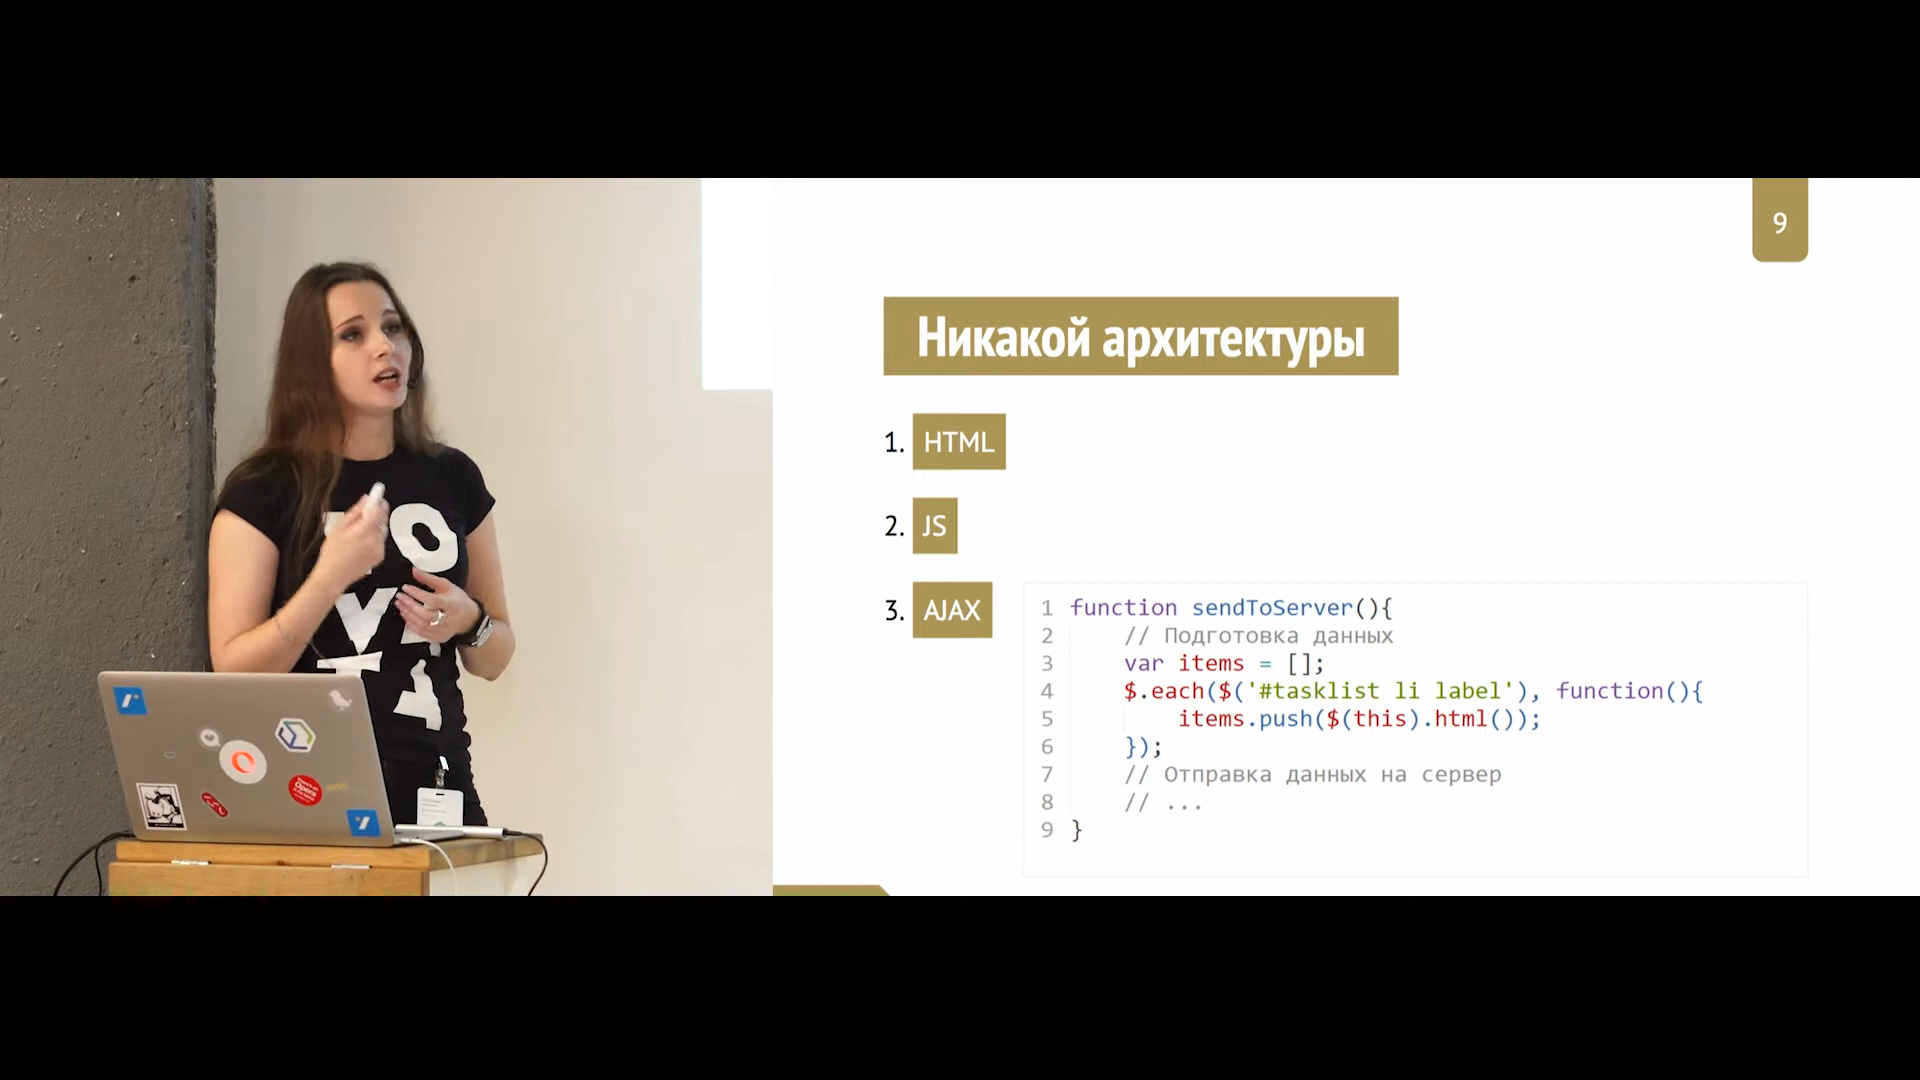 9
Никакой архитектуры
1. HTML
2. JS
3. AJAX
1 function sendToServer(){
2 // Подготовка данных
3 var items = [];
4 $.each($('#tasklist li label'), function(){
5 items.push($(this).html());
6 });
7 // Отправка данных на сервер
8 // ...
9 }
Opera